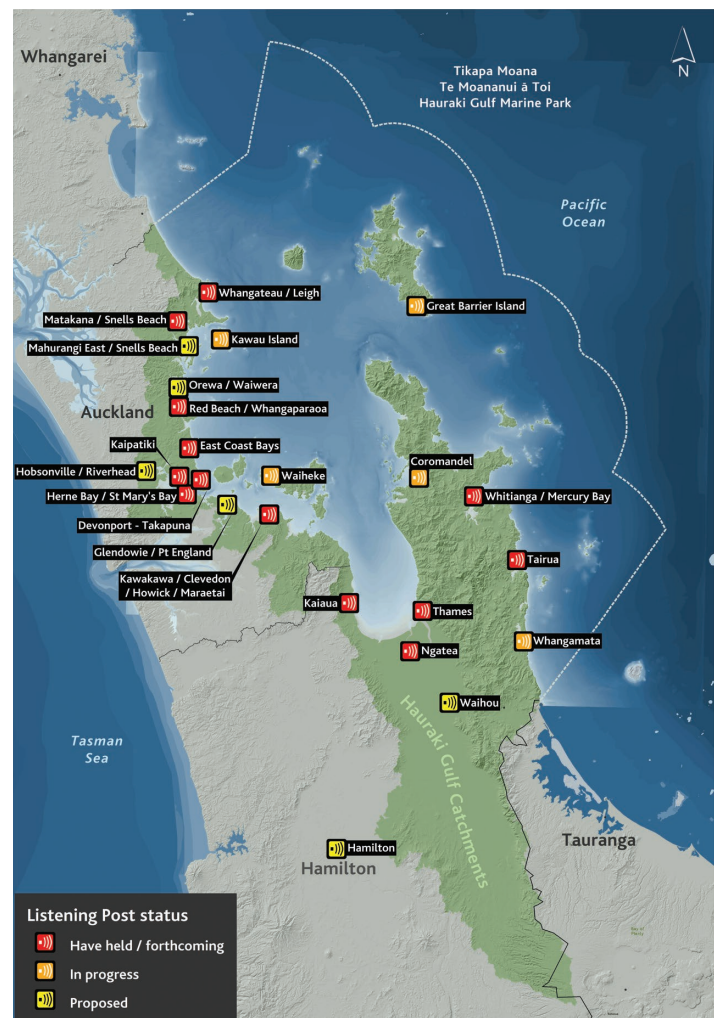 Whangarei
Tikapa Moana
Te Moananui ā Toi
Hauraki Gulf Marine Park
N
Pacific
Ocean
Whangateau / Leigh
Great Barrier Island
Matakana / Snells Beach
Kawau Island
Mahurangi East / Snells Beach
Orewa / Waiwera
Auckland
Red Beach / Whangaparaoa
Kaipatiki
East Coast Bays
Coromandel
Hobsonville / Riverhead
Waiheke
Herne Bay / St Mary's Bay
Whitianga / Mercury Bay
Devonport - Takapuna
Glendowie / Pt England
Tairua
Kawakawa / Clevedon
/ Howick / Maraetai
Kaiaua
Thames
Whangamata
Ngatea
Waihou
Hauraki Gulf Catchments
Tasman
Sea
Tauranga
Hamilton
Hamilton
Bay of
Plenty
Listening Post status
Have held / forthcoming
In progress
Proposed